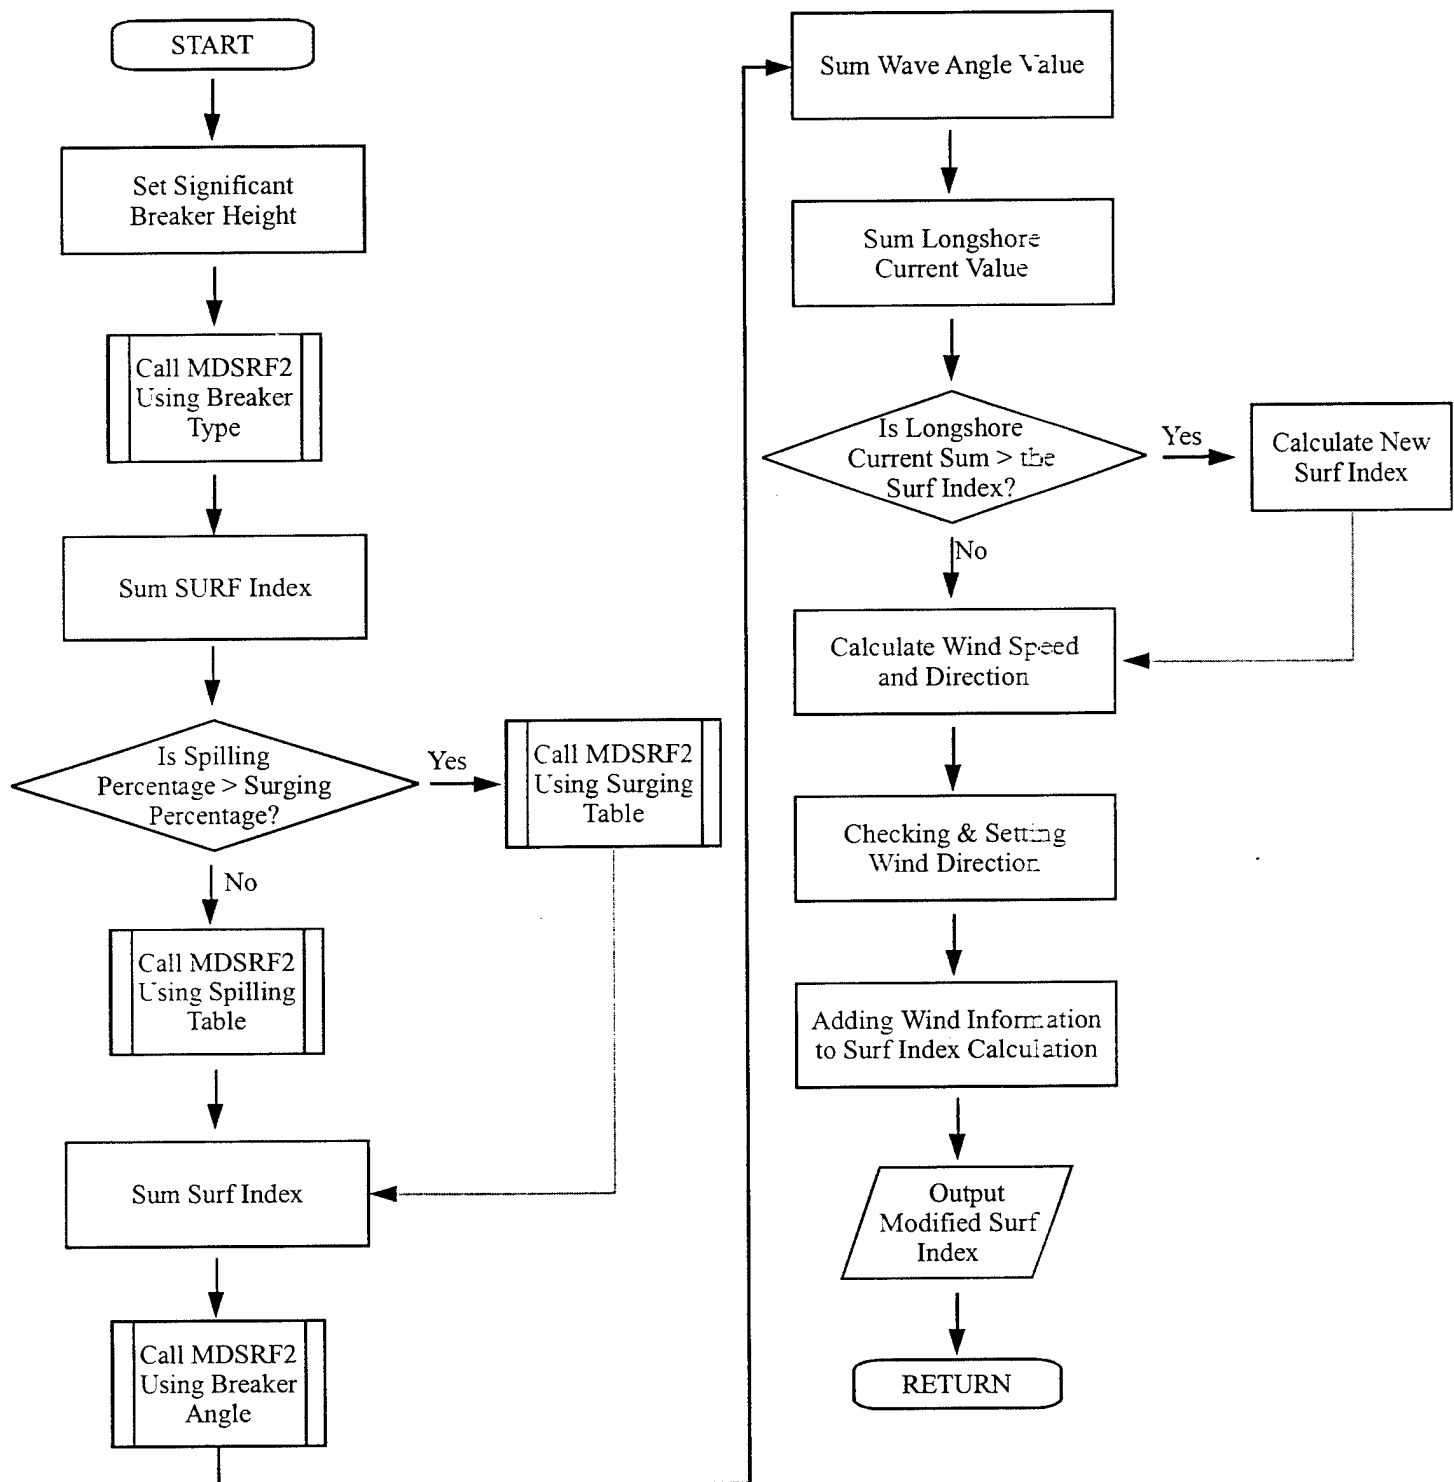 START
Set Significant
Breaker Height
Call MDSRF2
Using Breaker
Type
Sum SURF Index
Is Spilling
Percentage > Surging
Percentage?
Yes
Call MDSRF2
Using Surging
Table
No
Call MDSRF2
Using Spilling
Table
Sum Surf Index
Call MDSRF2
Using Breaker
Angle
Sum Wave Angle Value
Sum Longshore
Current Value
Is Longshore
Current Sum > the
Surf Index?
Yes
Calculate New
Surf Index
No
Calculate Wind Speed
and Direction
Checking & Setting
Wind Direction
Adding Wind Information
to Surf Index Calculation
Output
Modified Surf
Index
RETURN